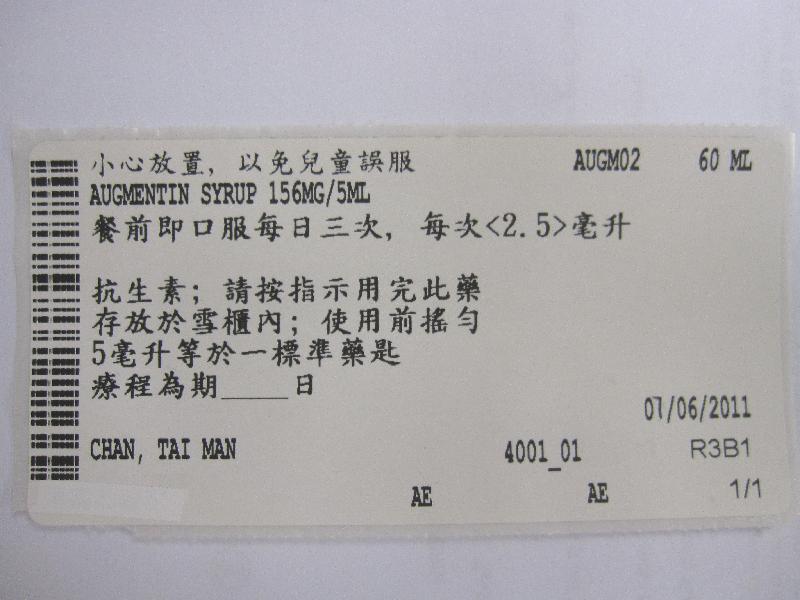 小心放置, 以免兒童誤服 AUGM02 60 ML
AUGMENTIN SYRUP 156MG/5ML
餐前即口服每日三次, 每次<2.5>毫升
抗生素; 請按指示用完此藥
存放於雪櫃內; 使用前搖勻
5毫升等於一標準藥匙
療程為期____日
07/06/2011
CHAN, TAI MAN 4001_01 R3B1
AE AE 1/1